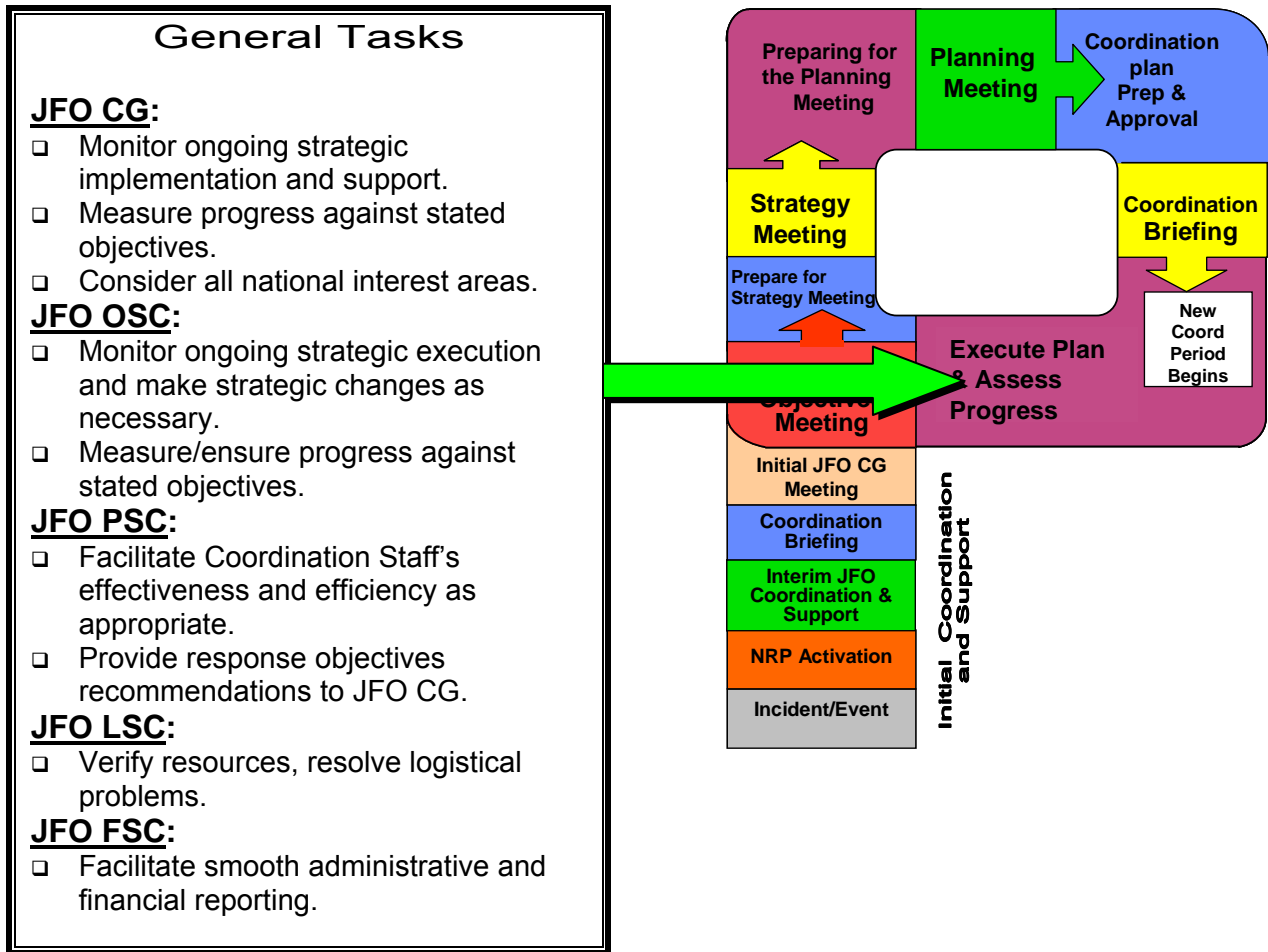 General Tasks
JFO CG:
❑ Monitor ongoing strategic
implementation and support.
❑ Measure progress against stated
objectives.
❑ Consider all national interest areas.
JFO OSC:
❑ Monitor ongoing strategic execution
and make strategic changes as
necessary.
❑ Measure/ensure progress against
stated objectives.
JFO PSC:
❑ Facilitate Coordination Staff’s
effectiveness and efficiency as
appropriate.
❑ Provide response objectives
recommendations to JFO CG.
JFO LSC:
❑ Verify resources, resolve logistical
problems.
JFO FSC:
❑ Facilitate smooth administrative and
financial reporting.
Preparing for
the Planning
Meeting
Planning
Meeting
Coordination
plan
Prep &
Approval
Strategy
Meeting
Coordination
Briefing
Prepare for
Strategy Meeting
New
Coord
Period
Begins
Execute Plan
& Assess
Progress
Objective
Meeting
Initial JFO CG
Meeting
Coordination
Briefing
Interim JFO
Coordination &
Support
NRP Activation
Incident/Event
Initial Coordination
and Support